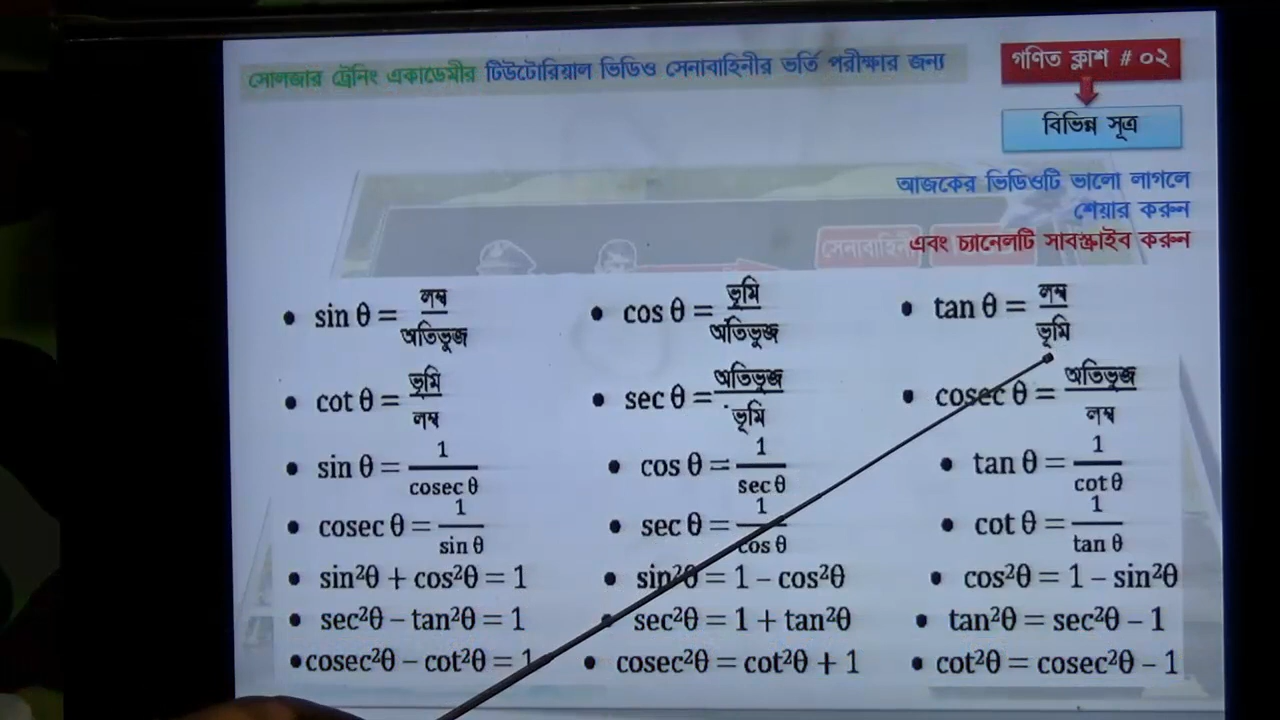 সোলজার ট্রেনিং একাডেমীর টিউটোরিয়াল ভিডিও সেনাবাহিনীর ভর্তি পরীক্ষার জন্য
গণিত ক্লাশ # ০২
বিভিন্ন সূত্র
আজকের ভিডিওটি ভালো লাগলে
শেয়ার করুন
সেনাবাহিনী
এবং চ্যানেলটি সাবস্ক্রাইব করুন
• sin θ = লম্ব/অতিভুজ • cos θ = ভূমি/অতিভুজ • tan θ = লম্ব/ভূমি
• cot θ = ভূমি/লম্ব • sec θ = অতিভুজ/ভূমি • cosec θ = অতিভুজ/লম্ব
• sin θ = 1/cosec θ • cos θ = 1/sec θ • tan θ = 1/cot θ
• cosec θ = 1/sin θ • sec θ = 1/cos θ • cot θ = 1/tan θ
• sin²θ + cos²θ = 1 • sin²θ = 1 − cos²θ • cos²θ = 1 − sin²θ
• sec²θ − tan²θ = 1 • sec²θ = 1 + tan²θ • tan²θ = sec²θ − 1
• cosec²θ − cot²θ = 1 • cosec²θ = cot²θ + 1 • cot²θ = cosec²θ − 1